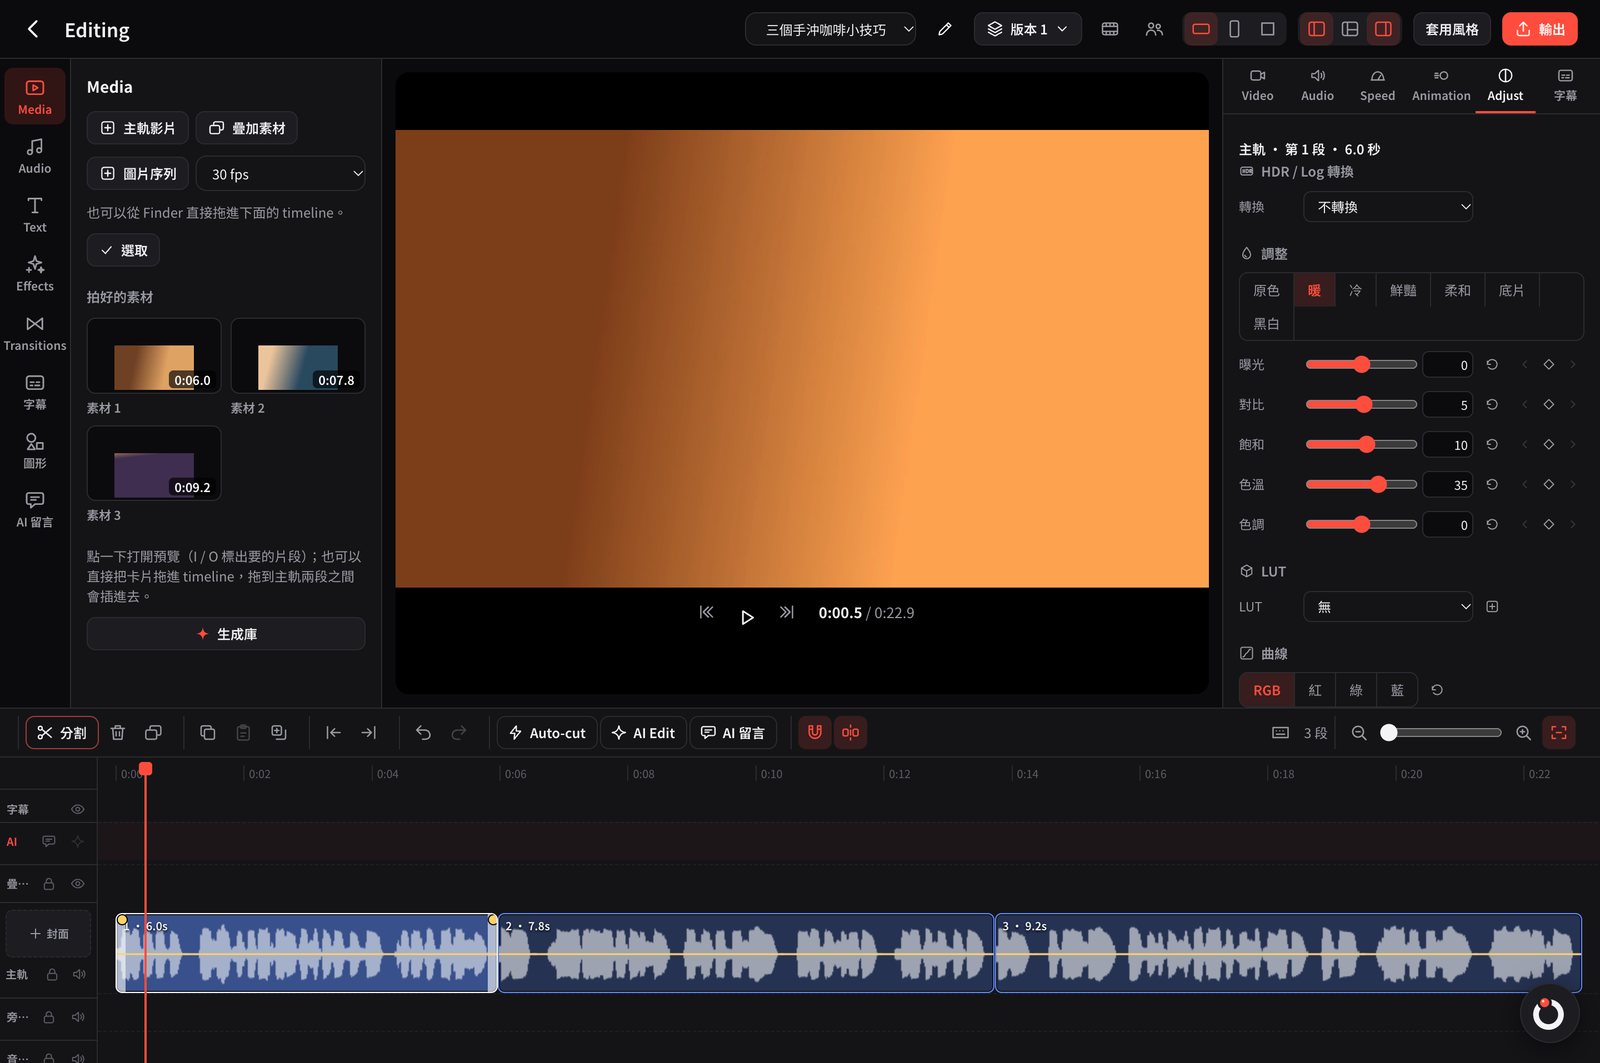 Editing
三個手沖咖啡小技巧
版本 1
套用風格
輸出
Media
Audio
Text
Effects
Transitions
字幕
圖形
AI 留言
Media
主軌影片
疊加素材
圖片序列
30 fps
也可以從 Finder 直接拖進下面的 timeline。
選取
拍好的素材
0:06.0
0:07.8
素材 1
素材 2
0:09.2
素材 3
點一下打開預覽（I / O 標出要的片段）；也可以
直接把卡片拖進 timeline，拖到主軌兩段之間
會插進去。
生成庫
0:00.5 / 0:22.9
Video
Audio
Speed
Animation
Adjust
字幕
主軌 · 第 1 段 · 6.0 秒
HDR / Log 轉換
轉換
不轉換
調整
原色
暖
冷
鮮豔
柔和
底片
黑白
曝光
0
對比
5
飽和
10
色溫
35
色調
0
LUT
LUT
無
曲線
RGB
紅
綠
藍
分割
Auto-cut
AI Edit
AI 留言
3 段
0:00
0:02
0:04
0:06
0:08
0:10
0:12
0:14
0:16
0:18
0:20
0:22
字幕
AI
疊…
封面
主軌
旁…
音…
1 · 6.0s
2 · 7.8s
3 · 9.2s